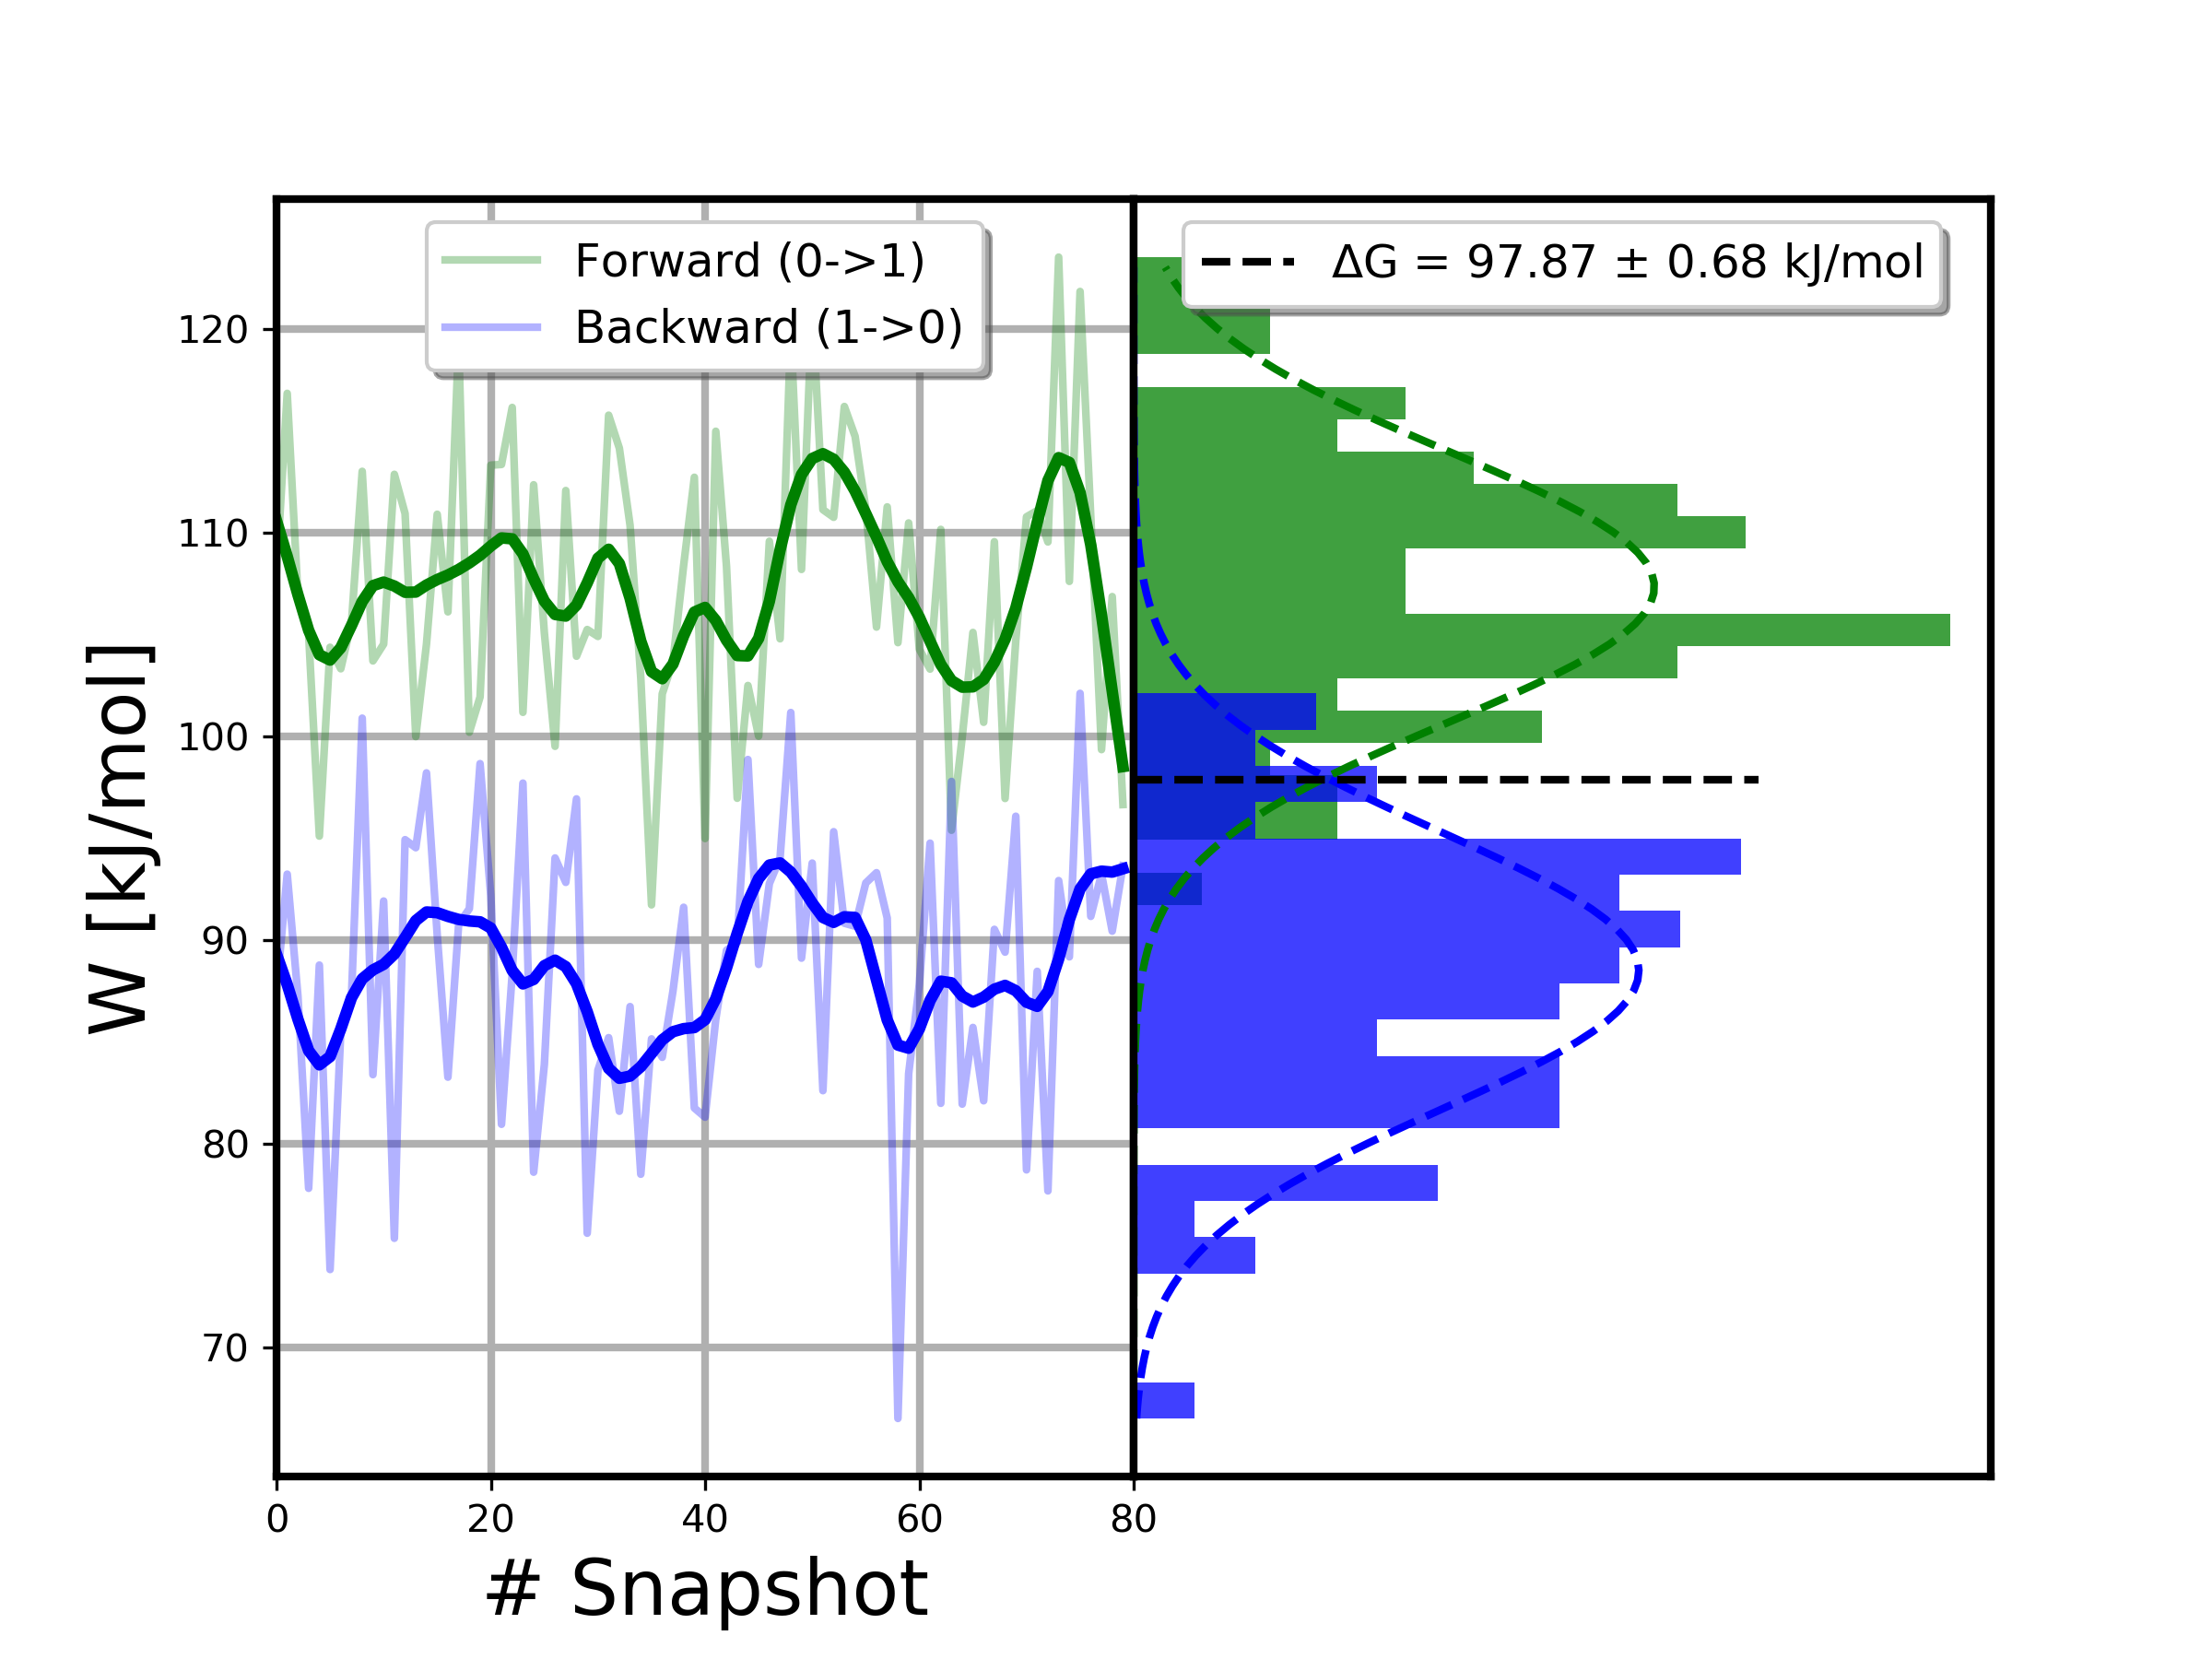 Forward (0->1)
Backward (1->0)
ΔG = 97.87 ± 0.68 kJ/mol
W [kJ/mol]
120
110
100
90
80
70
0 20 40 60 80
# Snapshot